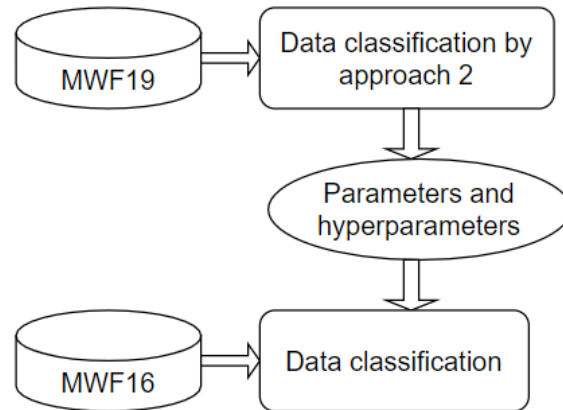 MWF19
Data classification by
approach 2
Parameters and
hyperparameters
MWF16
Data classification